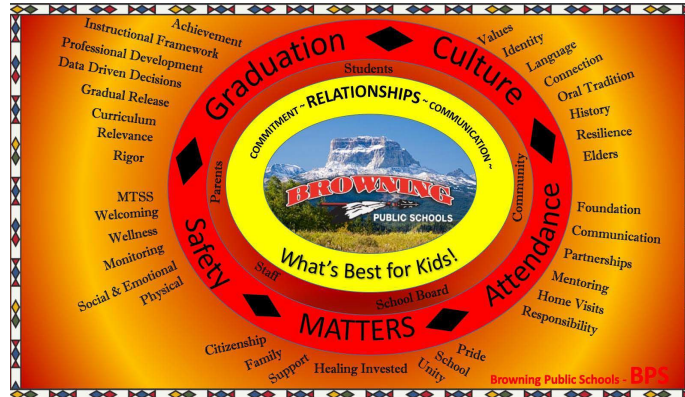 Achievement
Instructional Framework
Professional Development
Data Driven Decisions
Gradual Release
Curriculum
Relevance
Rigor
Graduation
Culture
Values
Identity
Language
Connection
Oral Tradition
History
Resilience
Elders
Students
COMMITMENT ~ RELATIONSHIPS ~ COMMUNICATION ~
Parents
Community
BROWNING
PUBLIC SCHOOLS
What's Best for Kids!
Staff
School Board
MTSS
Welcoming
Wellness
Monitoring
Social & Emotional
Physical
Safety
MATTERS
Attendance
Foundation
Communication
Partnerships
Mentoring
Home Visits
Responsibility
Citizenship
Family
Support
Healing Invested
Unity
School
Pride
Browning Public Schools - BPS